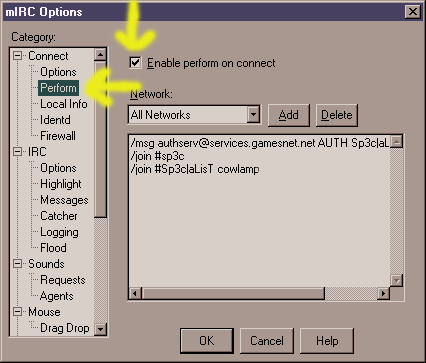 mIRC Options
Category:
Connect
Options
Perform
Local Info
Identd
Firewall
IRC
Options
Highlight
Messages
Catcher
Logging
Flood
Sounds
Requests
Agents
Mouse
Drag Drop
Enable perform on connect
Network:
All Networks
Add
Delete
/msg authserv@services.gamesnet.net AUTH Sp3c|aL
/join #sp3c
/join #Sp3c|aLisT cowlamp
OK
Cancel
Help